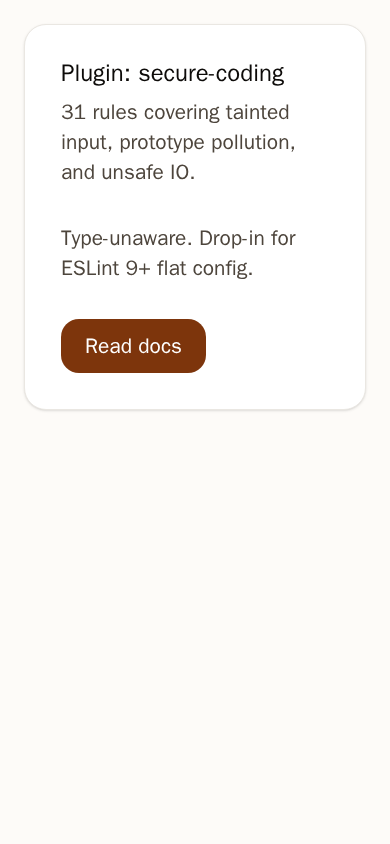 Plugin: secure-coding
31 rules covering tainted
input, prototype pollution,
and unsafe IO.
Type-unaware. Drop-in for
ESLint 9+ flat config.
Read docs